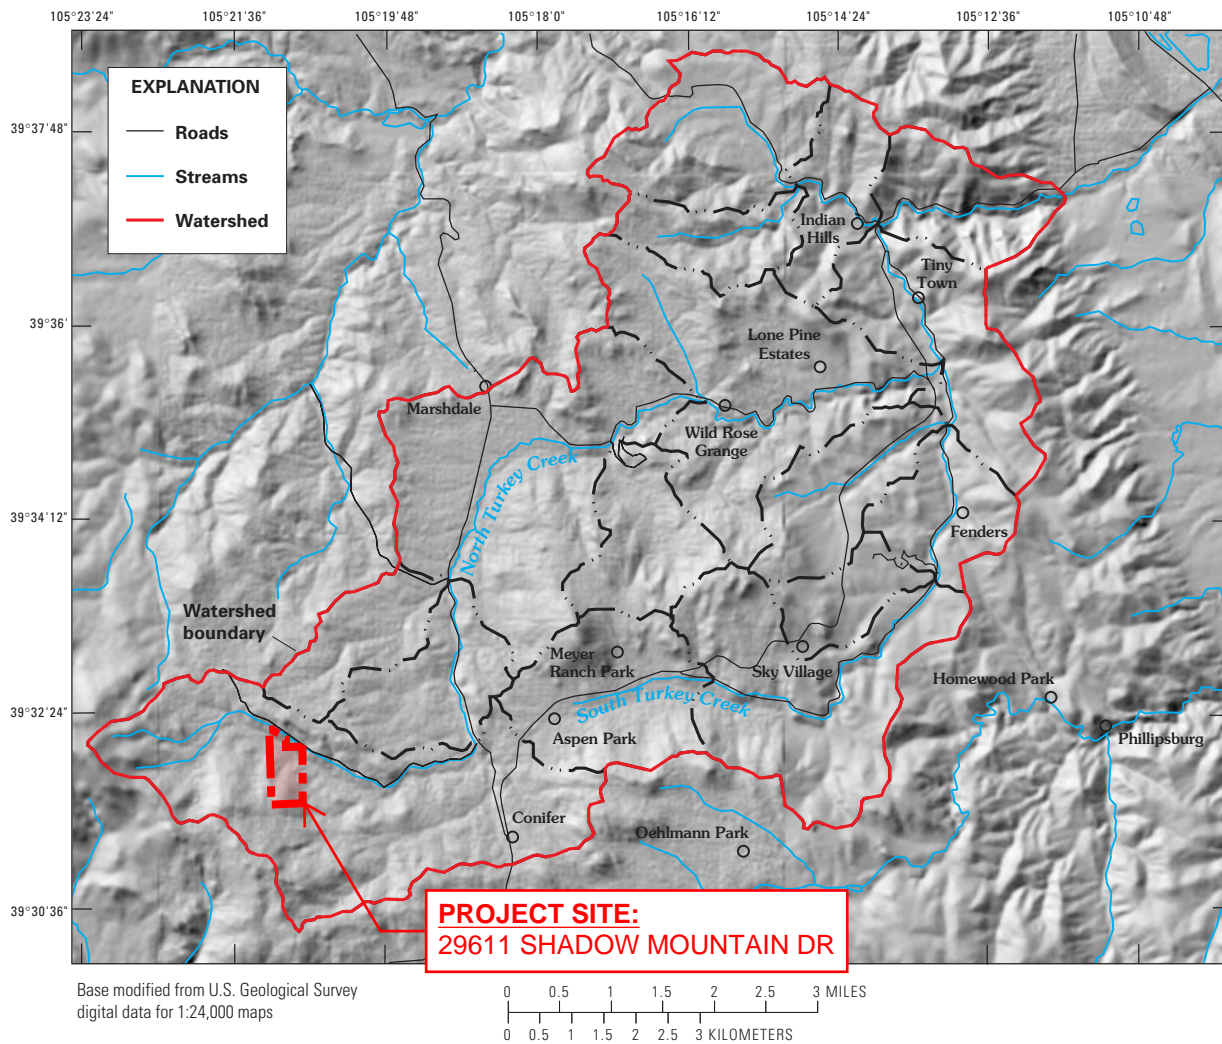 105°23'24"
105°21'36"
105°19'48"
105°18'0"
105°16'12"
105°14'24"
105°12'36"
105°10'48"
EXPLANATION
Roads
Streams
Watershed
39°37'48"
39°36'
39°34'12"
39°32'24"
39°30'36"
Indian
Hills
Tiny
Town
Lone Pine
Estates
Marshdale
Wild Rose
Grange
North Turkey Creek
Fenders
Watershed
boundary
Meyer
Ranch Park
Sky Village
South Turkey Creek
Homewood Park
Aspen Park
Phillipsburg
Conifer
Oehlmann Park
PROJECT SITE:
29611 SHADOW MOUNTAIN DR
Base modified from U.S. Geological Survey
digital data for 1:24,000 maps
0 0.5 1 1.5 2 2.5 3 MILES
0 0.5 1 1.5 2 2.5 3 KILOMETERS